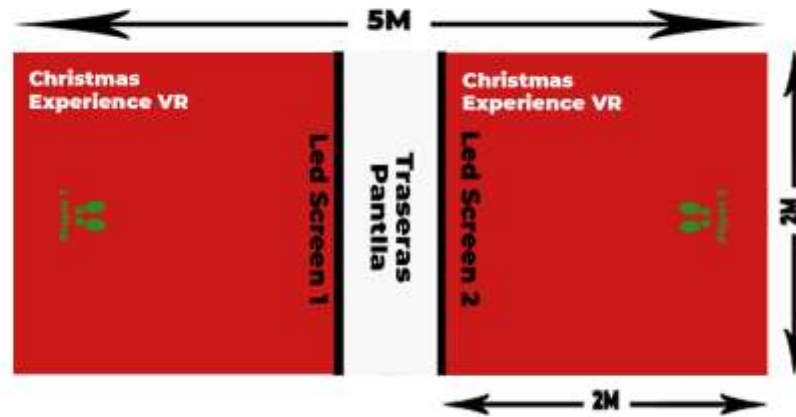 5M
Christmas
Experience VR
Led Screen 1
Traseras
Pantlla
Led Screen 2
Christmas
Experience VR
2M
2M